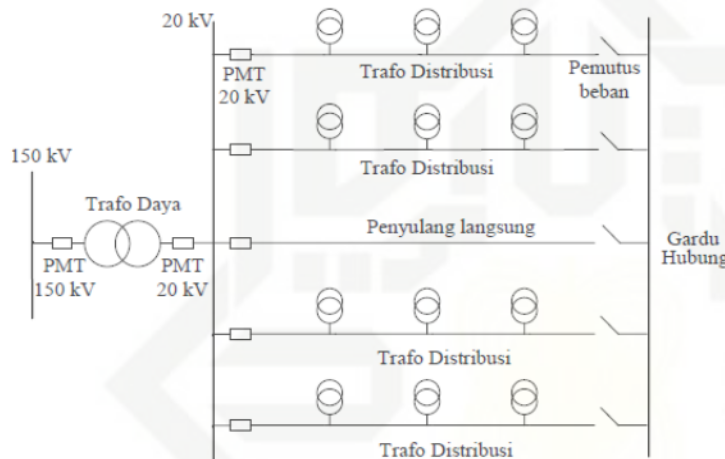 20 kV
PMT
20 kV
Trafo Distribusi
Pemutus
beban
Trafo Distribusi
150 kV
Trafo Daya
PMT
150 kV
PMT
20 kV
Penyulang langsung
Gardu
Hubung
Trafo Distribusi
Trafo Distribusi